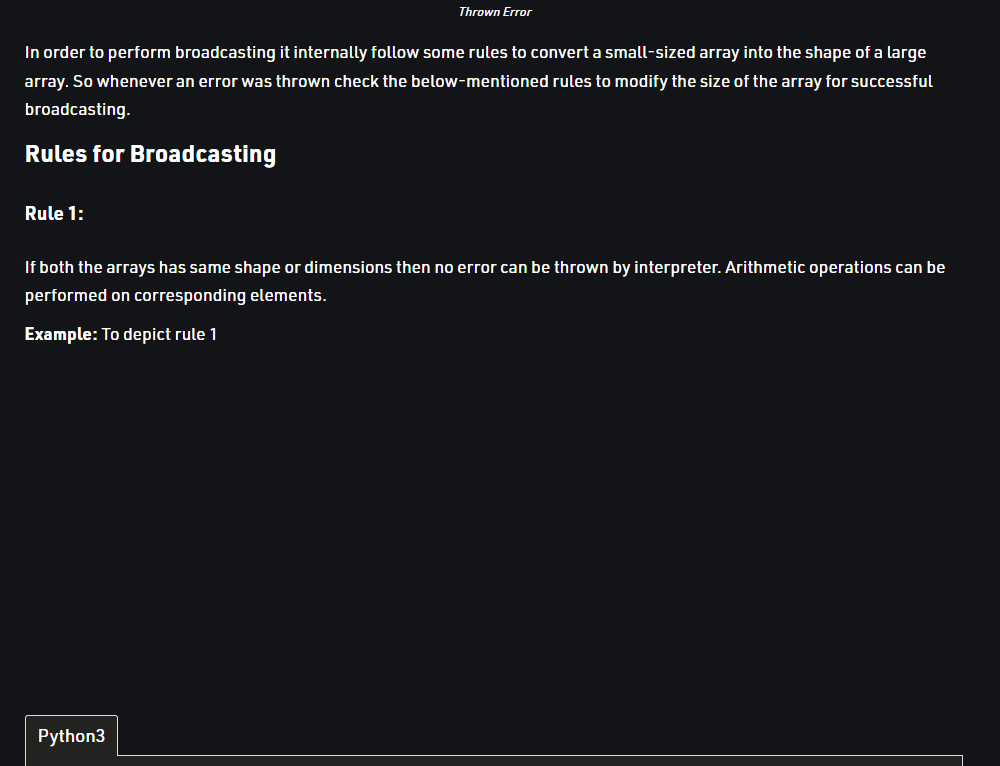 Thrown Error
In order to perform broadcasting it internally follow some rules to convert a small-sized array into the shape of a large
array. So whenever an error was thrown check the below-mentioned rules to modify the size of the array for successful
broadcasting.
Rules for Broadcasting
Rule 1:
If both the arrays has same shape or dimensions then no error can be thrown by interpreter. Arithmetic operations can be
performed on corresponding elements.
Example: To depict rule 1
Python3